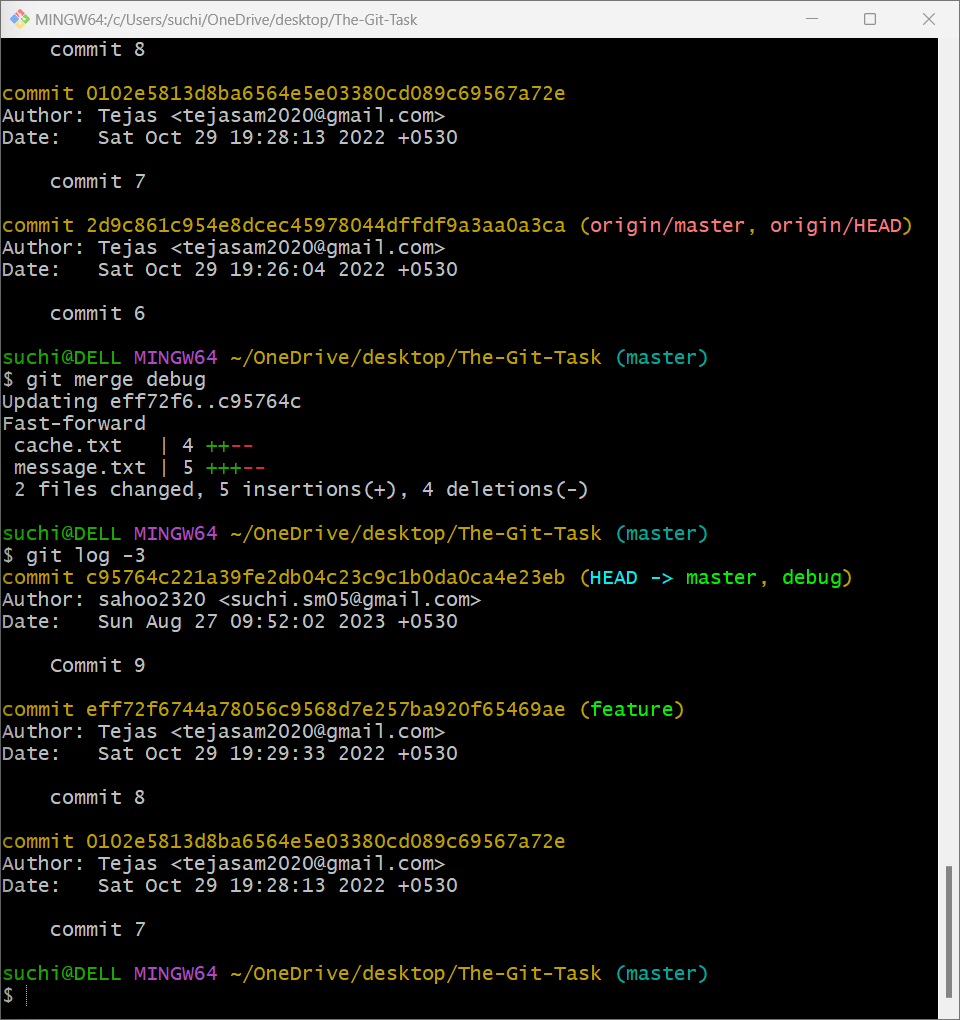 MINGW64:/c/Users/suchi/OneDrive/desktop/The-Git-Task
    commit 8

commit 0102e5813d8ba6564e5e03380cd089c69567a72e
Author: Tejas <tejasam2020@gmail.com>
Date:   Sat Oct 29 19:28:13 2022 +0530

    commit 7

commit 2d9c861c954e8dcec45978044dffdf9a3aa0a3ca (origin/master, origin/HEAD)
Author: Tejas <tejasam2020@gmail.com>
Date:   Sat Oct 29 19:26:04 2022 +0530

    commit 6

suchi@DELL MINGW64 ~/OneDrive/desktop/The-Git-Task (master)
$ git merge debug
Updating eff72f6..c95764c
Fast-forward
 cache.txt   | 4 ++--
 message.txt | 5 +++--
 2 files changed, 5 insertions(+), 4 deletions(-)

suchi@DELL MINGW64 ~/OneDrive/desktop/The-Git-Task (master)
$ git log -3
commit c95764c221a39fe2db04c23c9c1b0da0ca4e23eb (HEAD -> master, debug)
Author: sahoo2320 <suchi.sm05@gmail.com>
Date:   Sun Aug 27 09:52:02 2023 +0530

    Commit 9

commit eff72f6744a78056c9568d7e257ba920f65469ae (feature)
Author: Tejas <tejasam2020@gmail.com>
Date:   Sat Oct 29 19:29:33 2022 +0530

    commit 8

commit 0102e5813d8ba6564e5e03380cd089c69567a72e
Author: Tejas <tejasam2020@gmail.com>
Date:   Sat Oct 29 19:28:13 2022 +0530

    commit 7

suchi@DELL MINGW64 ~/OneDrive/desktop/The-Git-Task (master)
$